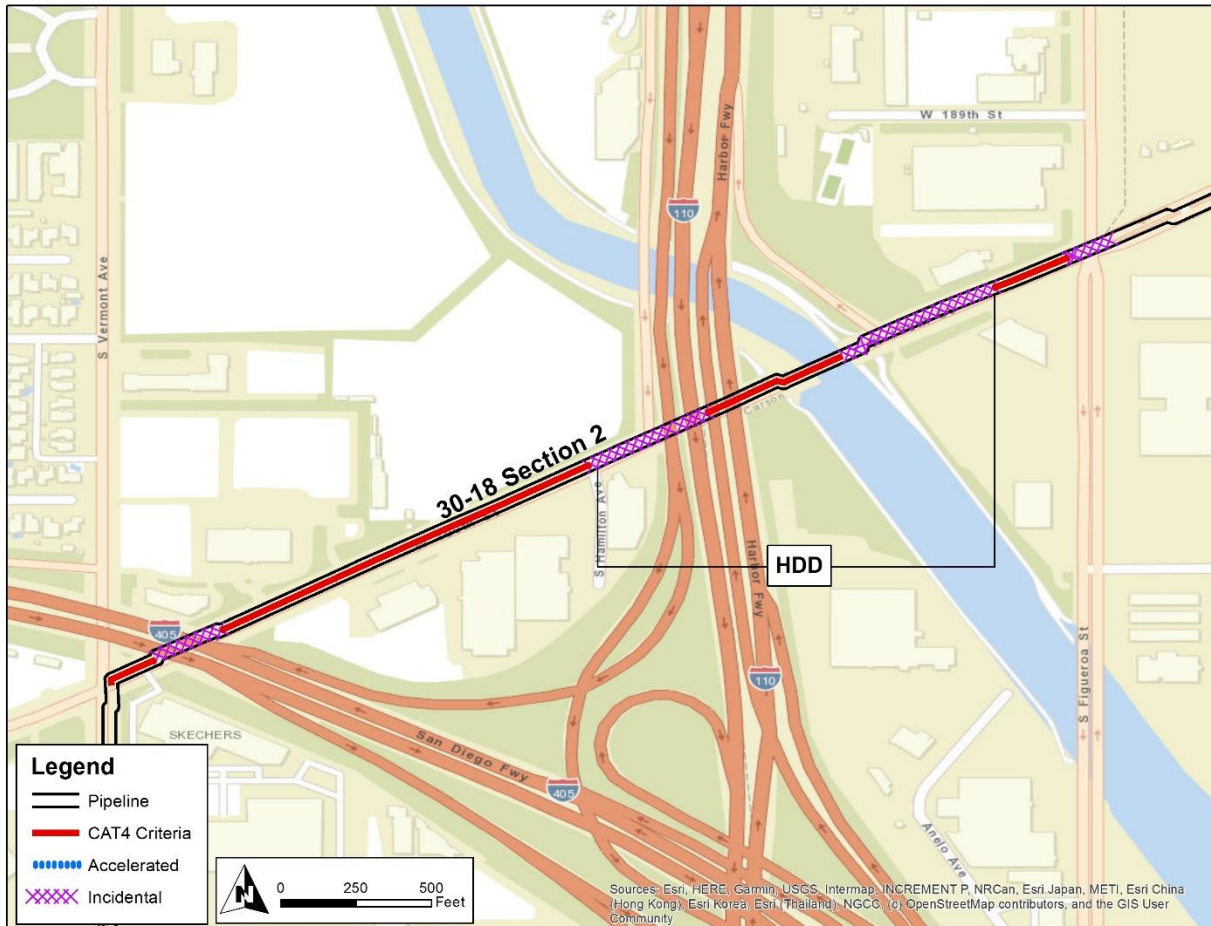 W 189th St
Harbor Fwy
110
S Vermont Ave
Carson
30-18 Section 2
S Hamilton Ave
HDD
Harbor Fwy
405
110
S Figueroa St
SKECHERS
San Diego Fwy
405
Anelo Ave
Legend
Pipeline
CAT4 Criteria
Accelerated
Incidental
N
0 250 500
Feet
Sources: Esri, HERE, Garmin, USGS, Intermap, INCREMENT P, NRCan, Esri Japan, METI, Esri China
(Hong Kong), Esri Korea, Esri (Thailand), NGCC, (c) OpenStreetMap contributors, and the GIS User
Community